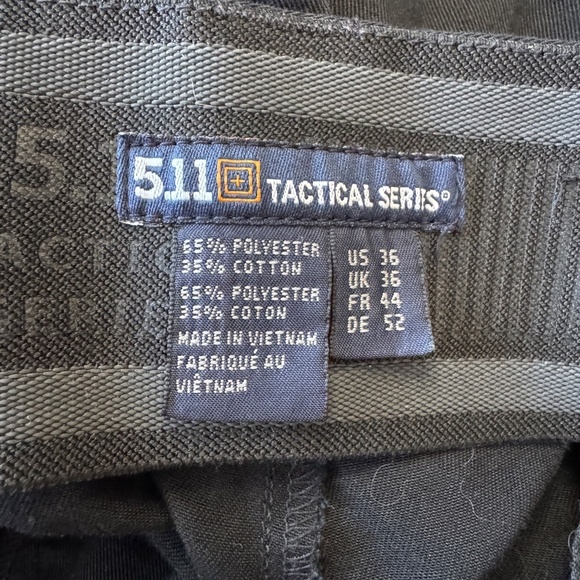 5.11 TACTICAL SERIES®
65% POLYESTER
35% COTTON
65% POLYESTER
35% COTON
MADE IN VIETNAM
FABRIQUÉ AU
VIÊTNAM
US 36
UK 36
FR 44
DE 52